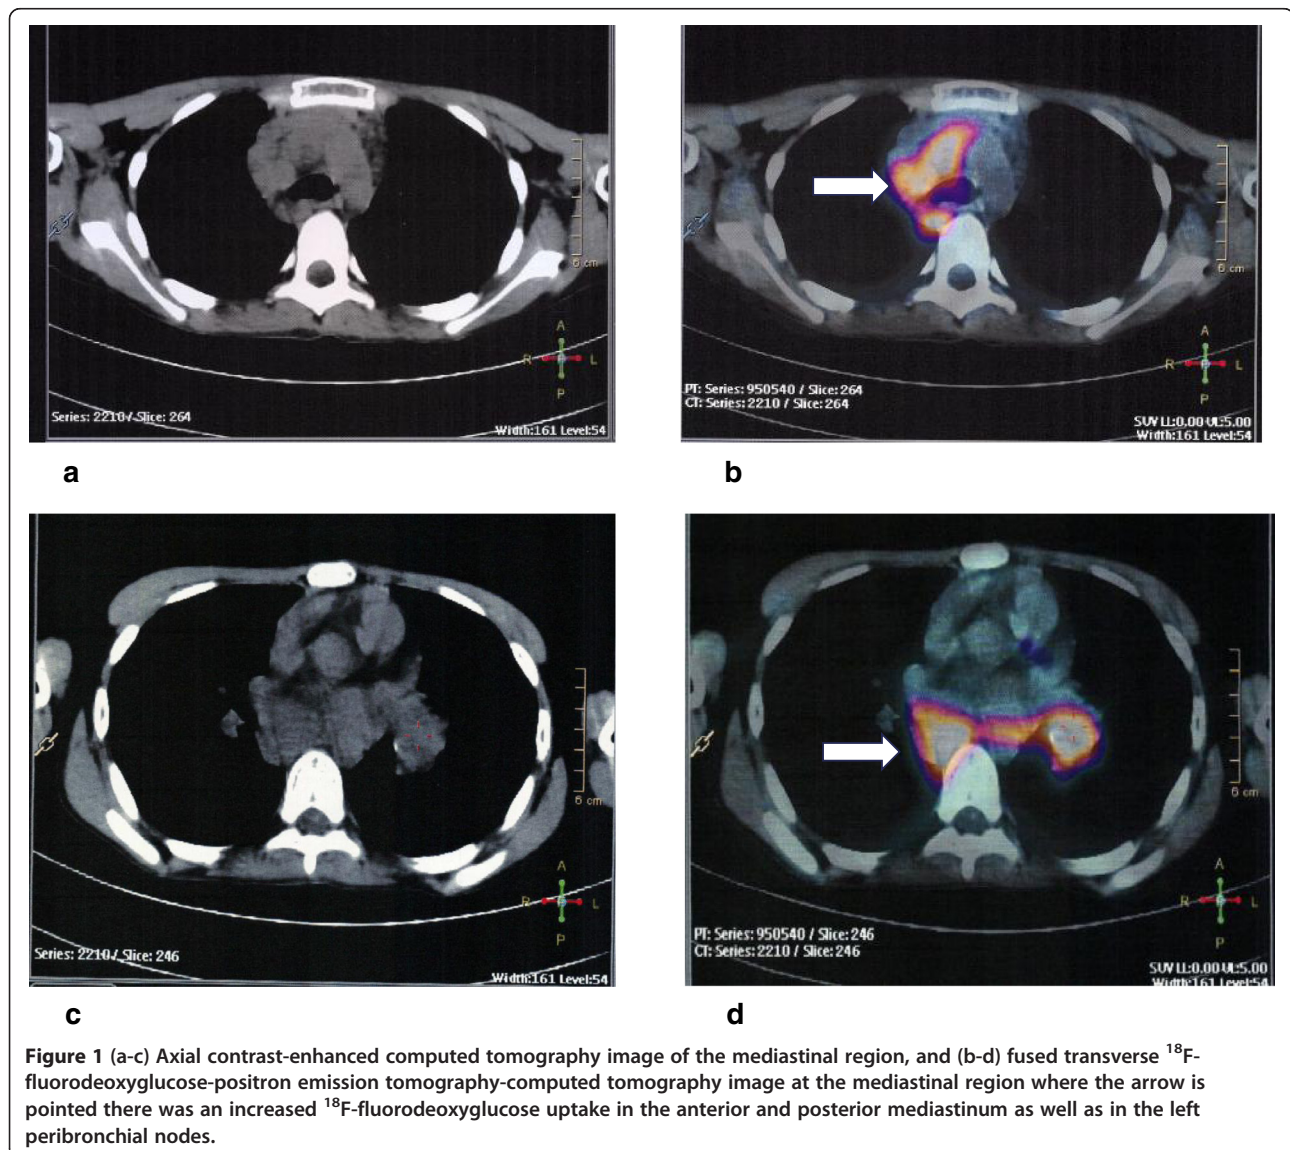 6 cm
A
R L
P
Series: 2210 / Slice: 264
Width:161 Level:54
a
6 cm
A
R L
P
PT: Series: 950540 / Slice: 264
CT: Series: 2210 / Slice: 264
SUV LL:0.00 UL:5.00
Width:161 Level:54
b
6 cm
A
R L
P
Series: 2210 / Slice: 246
Width:161 Level:54
c
6 cm
A
R L
P
PT: Series: 950540 / Slice: 246
CT: Series: 2210 / Slice: 246
SUV LL:0.00 UL:5.00
Width:161 Level:54
d
Figure 1 (a-c) Axial contrast-enhanced computed tomography image of the mediastinal region, and (b-d) fused transverse ¹⁸F-
fluorodeoxyglucose-positron emission tomography-computed tomography image at the mediastinal region where the arrow is
pointed there was an increased ¹⁸F-fluorodeoxyglucose uptake in the anterior and posterior mediastinum as well as in the left
peribronchial nodes.